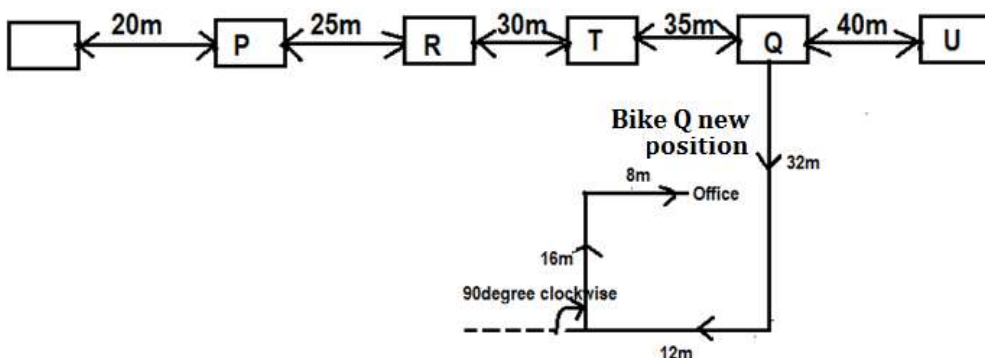 20m
P
25m
R
30m
T
35m
Q
40m
U
Bike Q new
position
32m
8m
Office
16m
90degree clockwise
12m